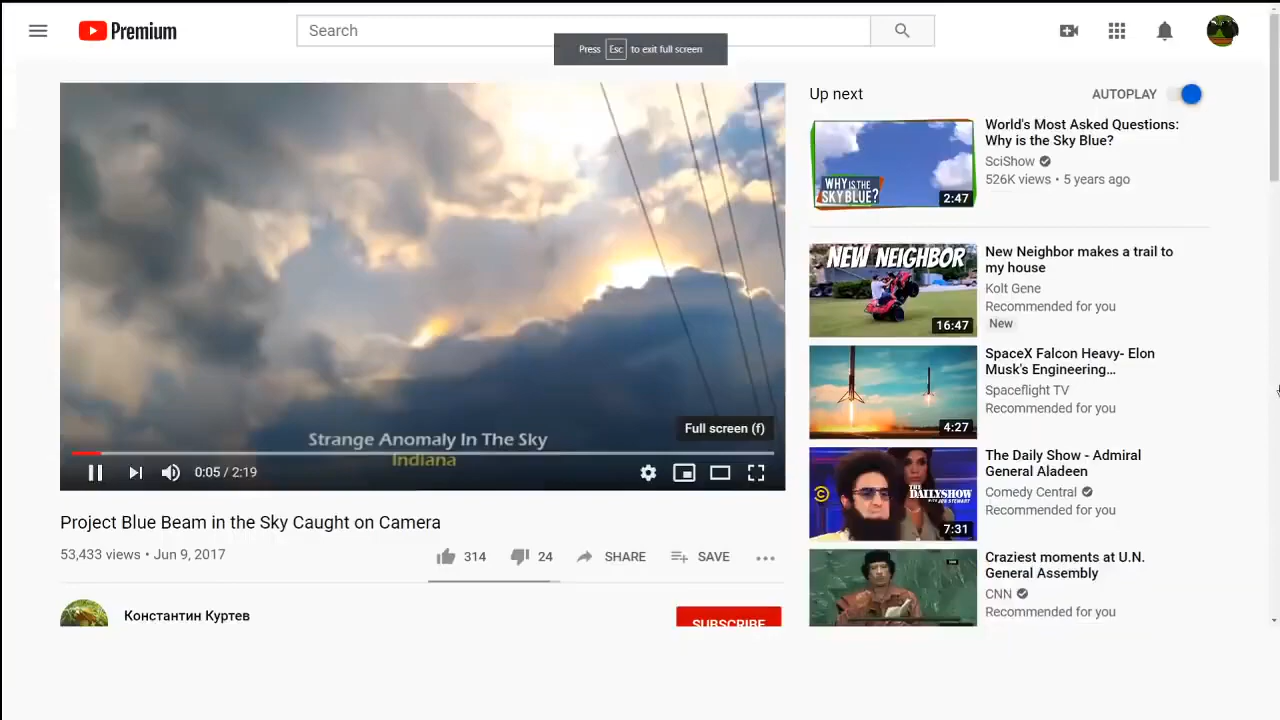 Premium
Search
Press Esc to exit full screen
Strange Anomaly In The Sky
Indiana
Full screen (f)
0:05 / 2:19
Project Blue Beam in the Sky Caught on Camera
53,433 views • Jun 9, 2017
314
24
SHARE
SAVE
Константин Куртев
SUBSCRIBE
Up next
AUTOPLAY
WHY IS THE
SKY BLUE?
2:47
World's Most Asked Questions:
Why is the Sky Blue?
SciShow
526K views • 5 years ago
NEW NEIGHBOR
16:47
New Neighbor makes a trail to
my house
Kolt Gene
Recommended for you
New
4:27
SpaceX Falcon Heavy- Elon
Musk's Engineering...
Spaceflight TV
Recommended for you
THE
DAILYSHOW
7:31
The Daily Show - Admiral
General Aladeen
Comedy Central
Recommended for you
Craziest moments at U.N.
General Assembly
CNN
Recommended for you